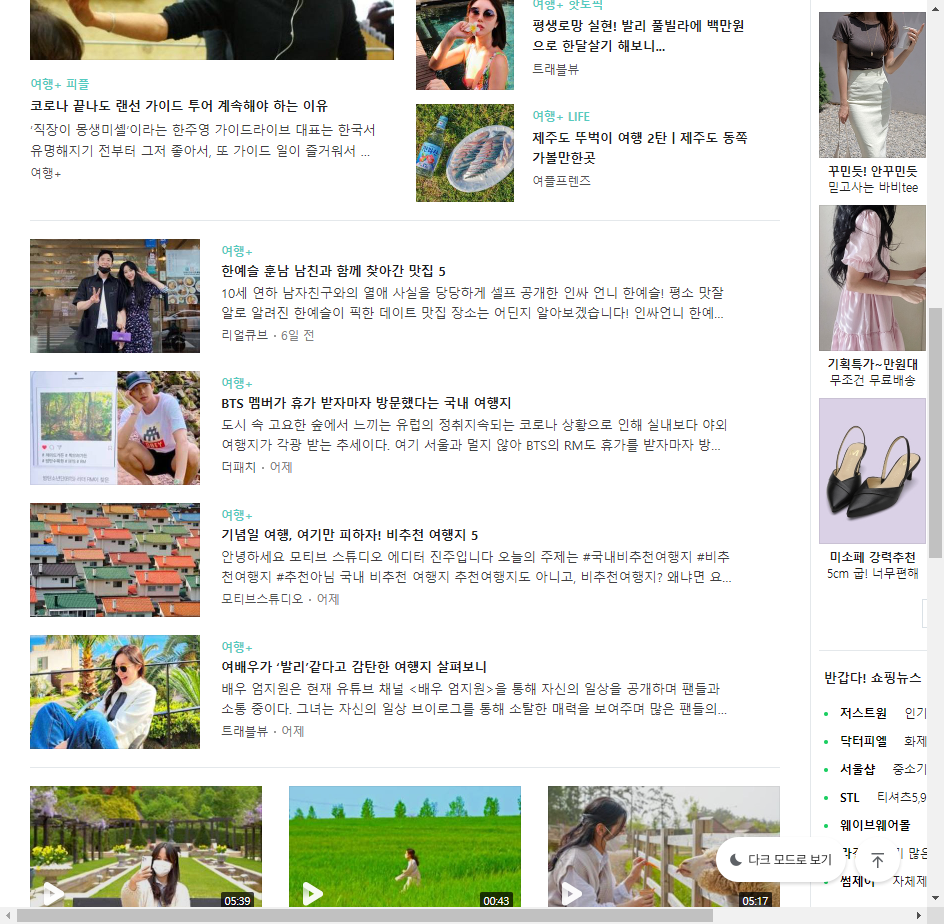 여행+ 핫토픽
평생로망 실현! 발리 풀빌라에 백만원
으로 한달살기 해보니...
트래블뷰
여행+ 피플
코로나 끝나도 랜선 가이드 투어 계속해야 하는 이유
'직장이 몽생미셸'이라는 한주영 가이드라이브 대표는 한국서
유명해지기 전부터 그저 좋아서, 또 가이드 일이 즐거워서 ...
여행+
여행+ LIFE
제주도 뚜벅이 여행 2탄 | 제주도 동쪽
가볼만한곳
여플프렌즈
여행+
한예슬 훈남 남친과 함께 찾아간 맛집 5
10세 연하 남자친구와의 열애 사실을 당당하게 셀프 공개한 인싸 언니 한예슬! 평소 맛잘
알로 알려진 한예슬이 픽한 데이트 맛집 장소는 어딘지 알아보겠습니다! 인싸언니 한예...
리얼큐브 · 6일 전
여행+
BTS 멤버가 휴가 받자마자 방문했다는 국내 여행지
도시 속 고요한 숲에서 느끼는 유럽의 정취지속되는 코로나 상황으로 인해 실내보다 야외
여행지가 각광 받는 추세이다. 여기 서울과 멀지 않아 BTS의 RM도 휴가를 받자마자 방...
더패치 · 어제
여행+
기념일 여행, 여기만 피하자! 비추천 여행지 5
안녕하세요 모티브 스튜디오 에디터 진주입니다 오늘의 주제는 #국내비추천여행지 #비추
천여행지 #추천아님 국내 비추천 여행지 추천여행지도 아니고, 비추천여행지? 왜냐면 요...
모티브스튜디오 · 어제
여행+
여배우가 '발리'같다고 감탄한 여행지 살펴보니
배우 엄지원은 현재 유튜브 채널 <배우 엄지원>을 통해 자신의 일상을 공개하며 팬들과
소통 중이다. 그녀는 자신의 일상 브이로그를 통해 소탈한 매력을 보여주며 많은 팬들의...
트래블뷰 · 어제
05:39
00:43
05:17
꾸민듯! 안꾸민듯
믿고사는 바비tee
기획특가~만원대
무조건 무료배송
미소페 강력추천
5cm 굽! 너무편해
반갑다! 쇼핑뉴스
저스트원 인기
닥터피엘 화제
서울샵 중소기
STL 티셔츠5,9
웨이브웨어몰
많은
썸제이 자체제
다크 모드로 보기